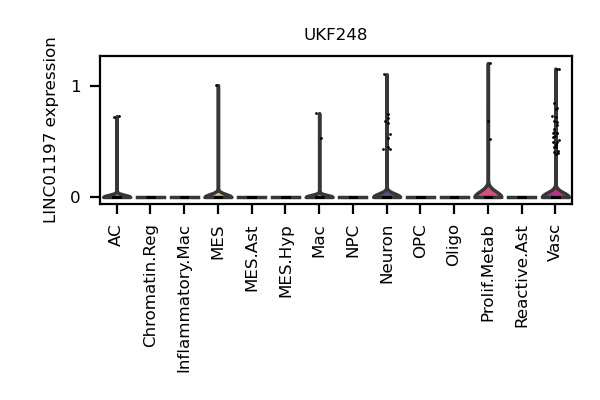 UKF248
LINC01197 expression
1
0
AC
Chromatin.Reg
Inflammatory.Mac
MES
MES.Ast
MES.Hyp
Mac
NPC
Neuron
OPC
Oligo
Prolif.Metab
Reactive.Ast
Vasc